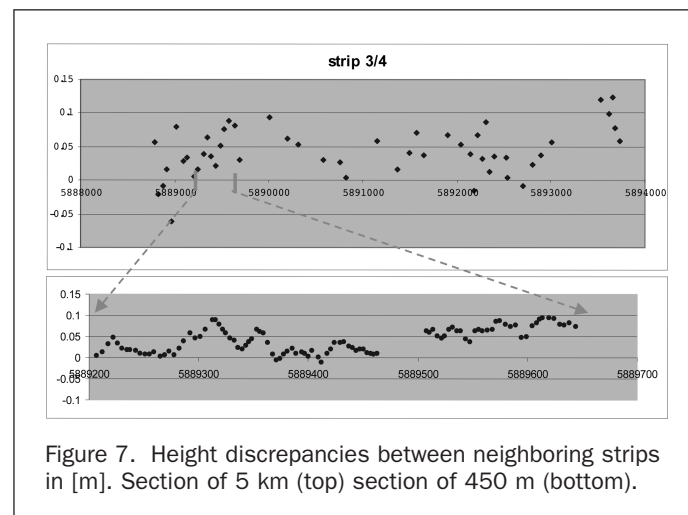 strip 3/4
0.15
0.1
0.05
0
-0.05
-0.1
5888000 5889000 5890000 5891000 5892000 5893000 5894000
0.15
0.1
0.05
0
-0.05
-0.1
5889200 5889300 5889400 5889500 5889600 5889700
Figure 7. Height discrepancies between neighboring strips
in [m]. Section of 5 km (top) section of 450 m (bottom).